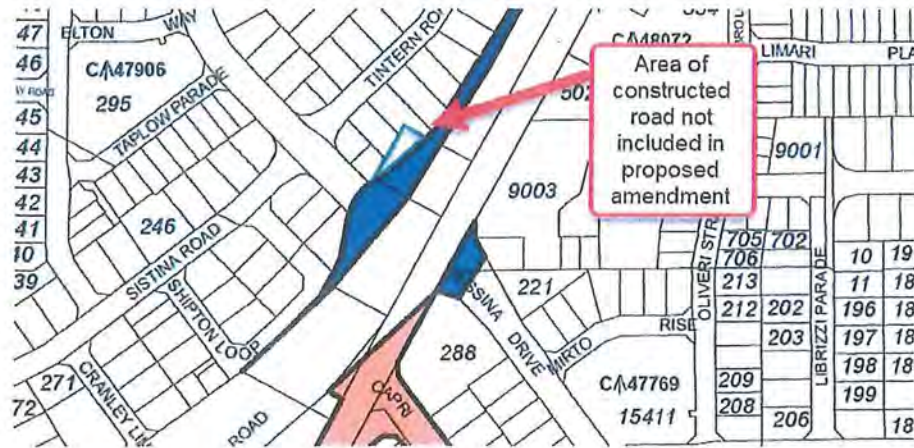 47
ELTON
WAY
46
C/\47906
295
45
TAPLOW PARADE
44
43
42
41
40
39
246
SISTINA ROAD
SHIPTON LOOP
271
72
CRANLEY
ROAD
TINTERN
C/\48072
LIMARI
PLA
Area of
constructed
road not
included in
proposed
amendment
9001
9003
705
702
706
213
212
202
203
OLIVERI
LIBRIZZI PARADE
10
19
11
18
196
18
197
18
198
18
199
18
221
DRIVE
MIRTO
RISE
288
CAPRI
C/\47769
15411
209
208
206